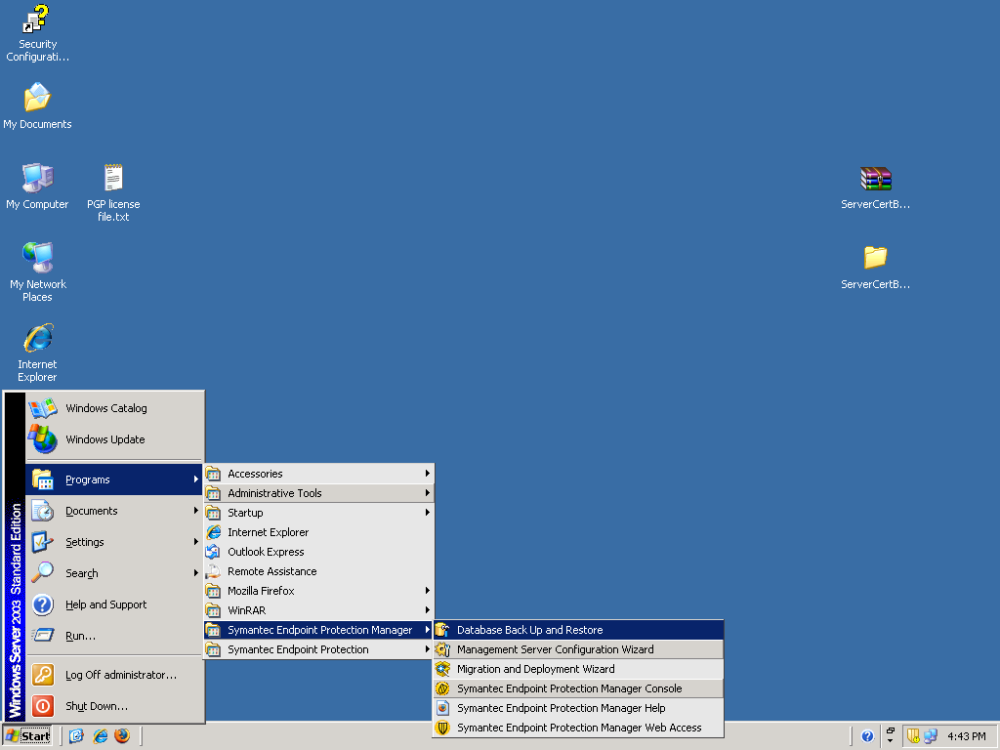 Security
Configurati...
My Documents
My Computer
PGP license
file.txt
ServerCertB...
My Network
Places
ServerCertB...
Internet
Explorer
Windows Server 2003 Standard Edition
Windows Catalog
Windows Update
Programs
Documents
Settings
Search
Help and Support
Run...
Log Off administrator...
Shut Down...
Accessories
Administrative Tools
Startup
Internet Explorer
Outlook Express
Remote Assistance
Mozilla Firefox
WinRAR
Symantec Endpoint Protection Manager
Symantec Endpoint Protection
Database Back Up and Restore
Management Server Configuration Wizard
Migration and Deployment Wizard
Symantec Endpoint Protection Manager Console
Symantec Endpoint Protection Manager Help
Symantec Endpoint Protection Manager Web Access
Start
4:43 PM